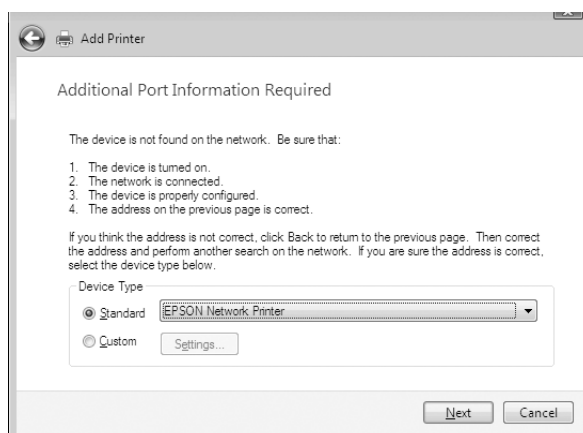 Add Printer
Additional Port Information Required
The device is not found on the network. Be sure that:
1. The device is turned on.
2. The network is connected.
3. The device is properly configured.
4. The address on the previous page is correct.
If you think the address is not correct, click Back to return to the previous page. Then correct
the address and perform another search on the network. If you are sure the address is correct,
select the device type below.
Device Type
Standard EPSON Network Printer
Custom Settings...
Next Cancel